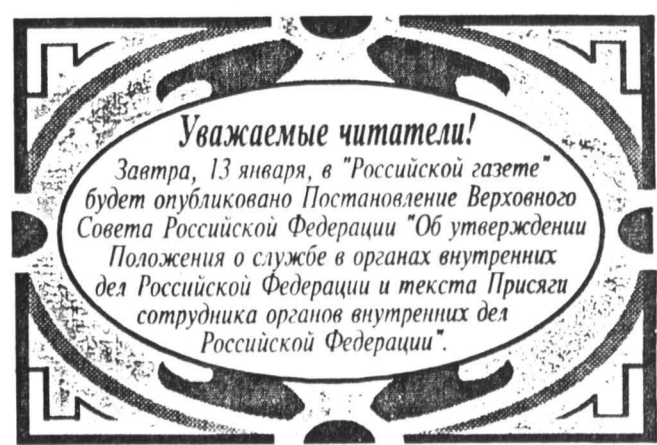 Уважаемые читатели!
Завтра, 13 января, в "Российской газете"
будет опубликовано Постановление Верховного
Совета Российской Федерации "Об утверждении
Положения о службе в органах внутренних
дел Российской Федерации и текста Присяги
сотрудника органов внутренних дел
Российской Федерации".